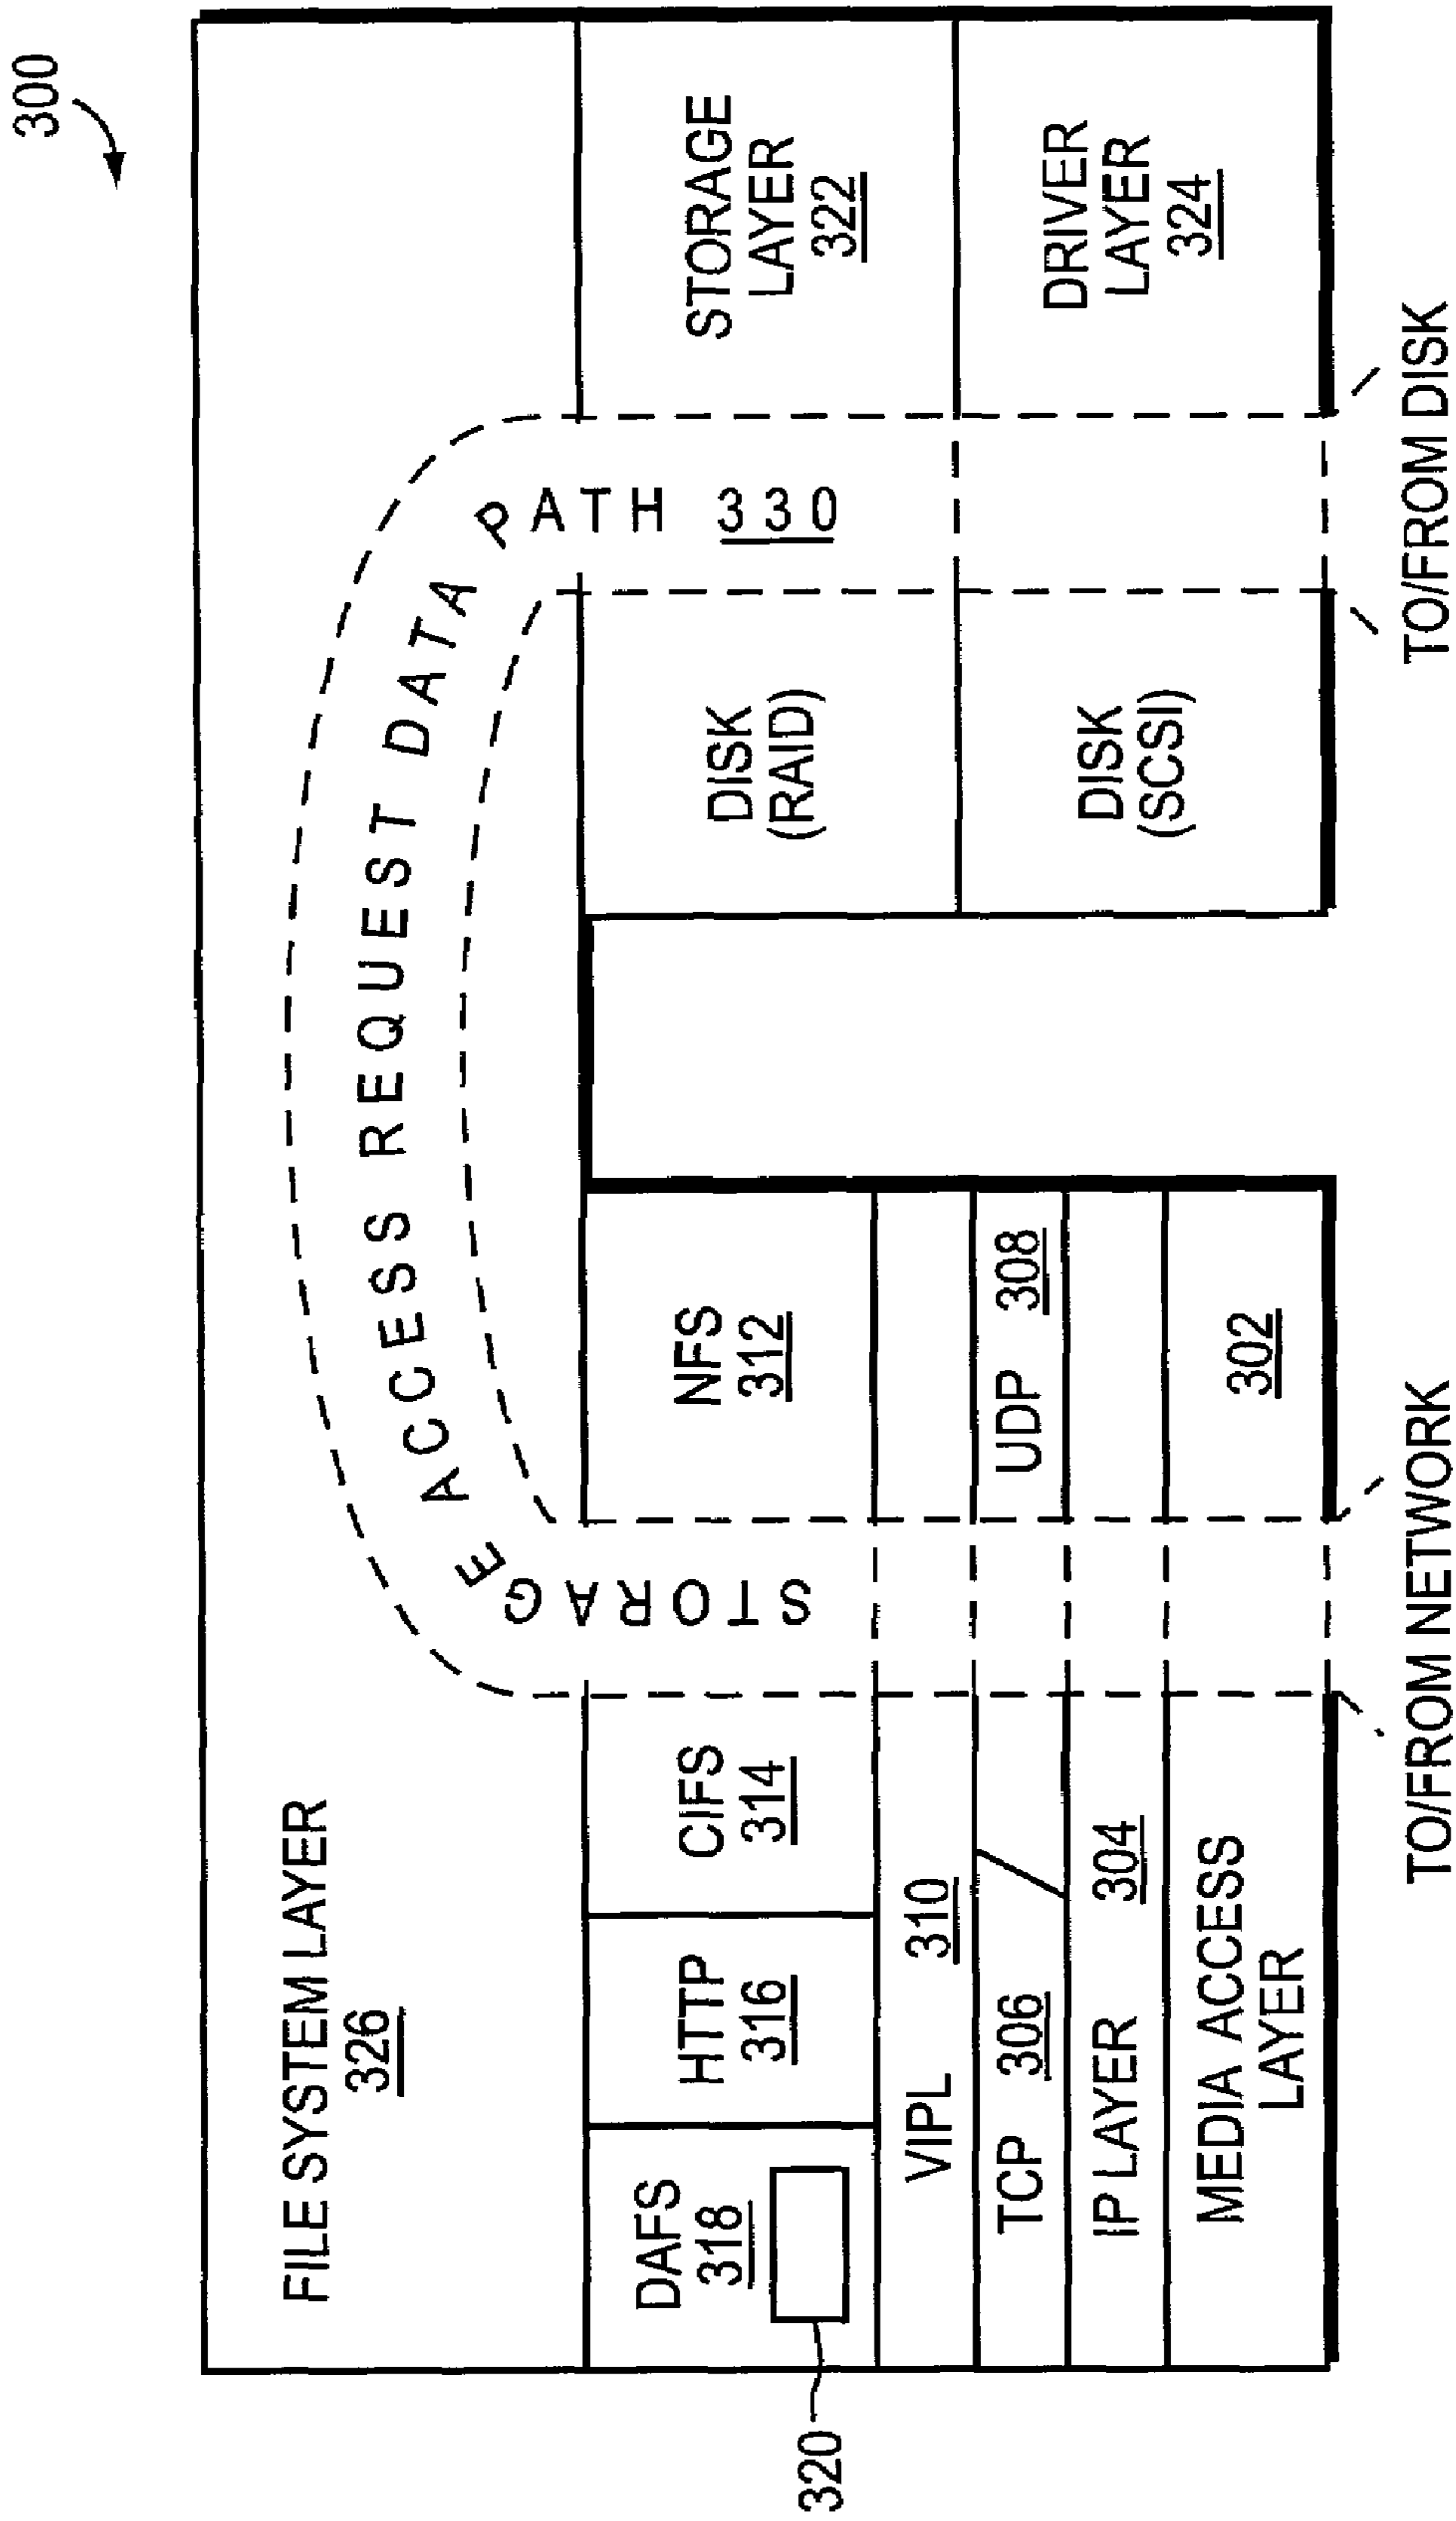 300
FILE SYSTEM LAYER
326
STORAGE ACCESS REQUEST DATA PATH 330
DAFS
318
320
HTTP
316
CIFS
314
NFS
312
VIPL 310
TCP 306
UDP 308
IP LAYER 304
MEDIA ACCESS
LAYER
302
DISK
(RAID)
STORAGE
LAYER
322
DISK
(SCSI)
DRIVER
LAYER
324
TO/FROM NETWORK
TO/FROM DISK